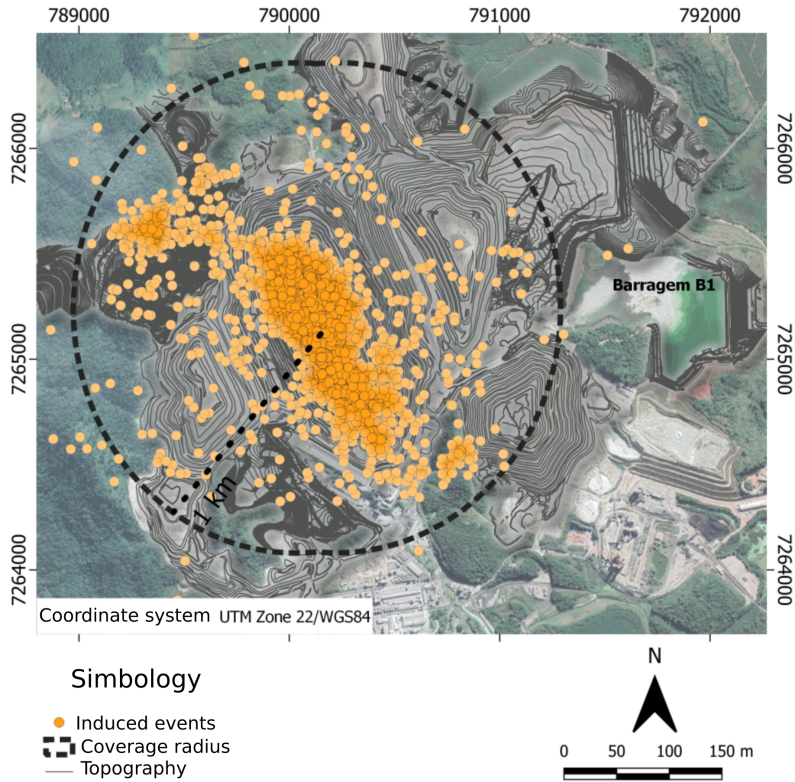 789000 790000 791000 792000
7266000 7266000
Barragem B1
7265000 7265000
1 km
7264000 7264000
Coordinate system UTM Zone 22/WGS84
N
Simbology
Induced events
Coverage radius
Topography
0 50 100 150 m